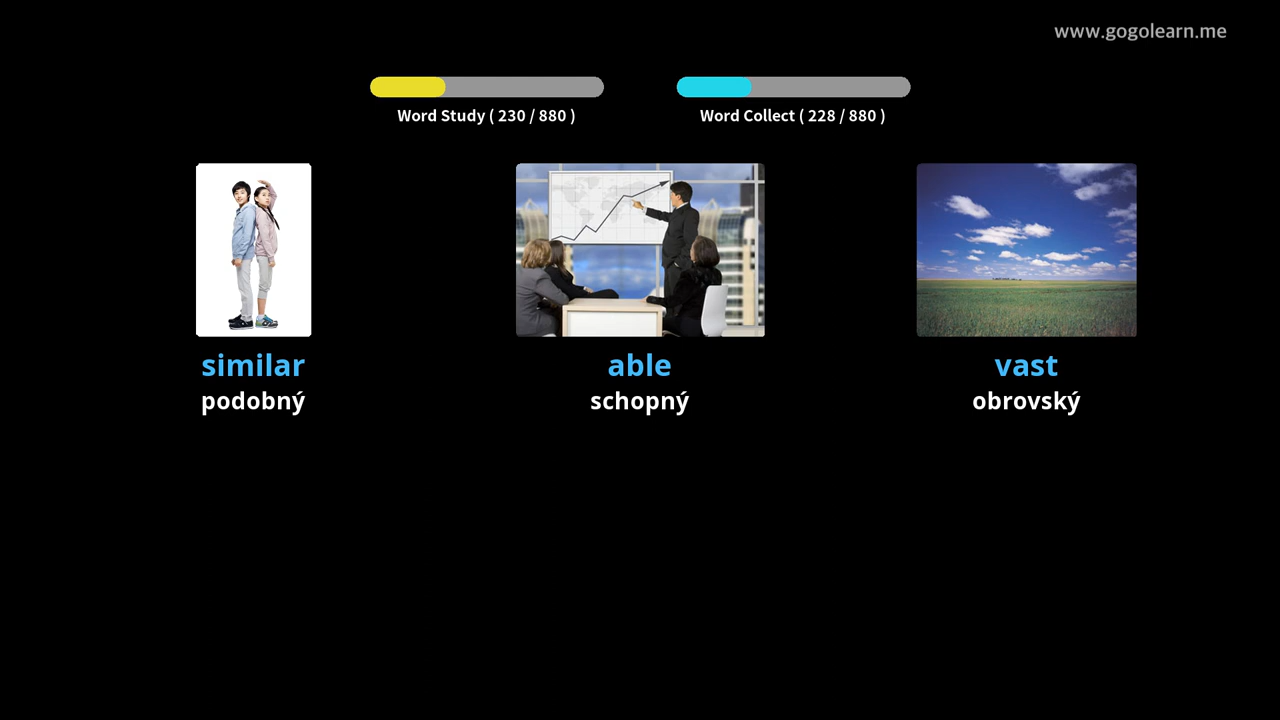 www.gogolearn.me
Word Study ( 230 / 880 )
Word Collect ( 228 / 880 )
similar
podobný
able
schopný
vast
obrovský